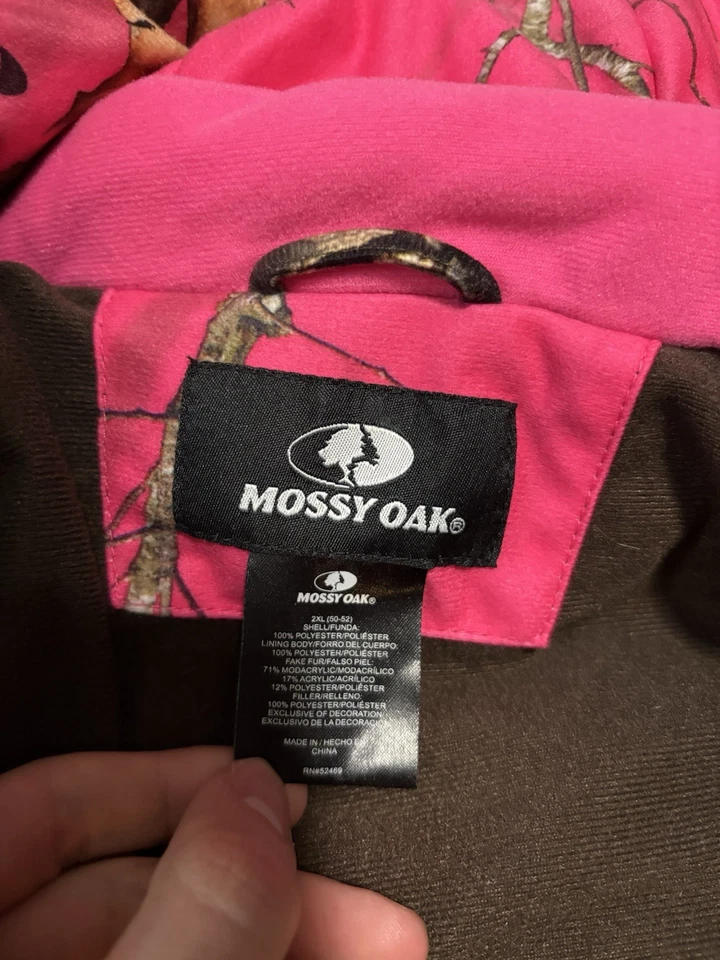 MOSSY OAK®
MOSSY OAK®
2XL (50-52)
SHELL/FUNDA:
100% POLYESTER/POLIÉSTER
LINING BODY/FORRO DEL CUERPO:
100% POLYESTER/POLIÉSTER
FAKE FUR/FALSO PIEL:
71% MODACRYLIC/MODACRÍLICO
17% ACRYLIC/ACRÍLICO
12% POLYESTER/POLIÉSTER
FILLER/RELLENO:
100% POLYESTER/POLIÉSTER
EXCLUSIVE OF DECORATION
EXCLUSIVO DE LA
MADE IN / HECHO
CHINA
RN#52469